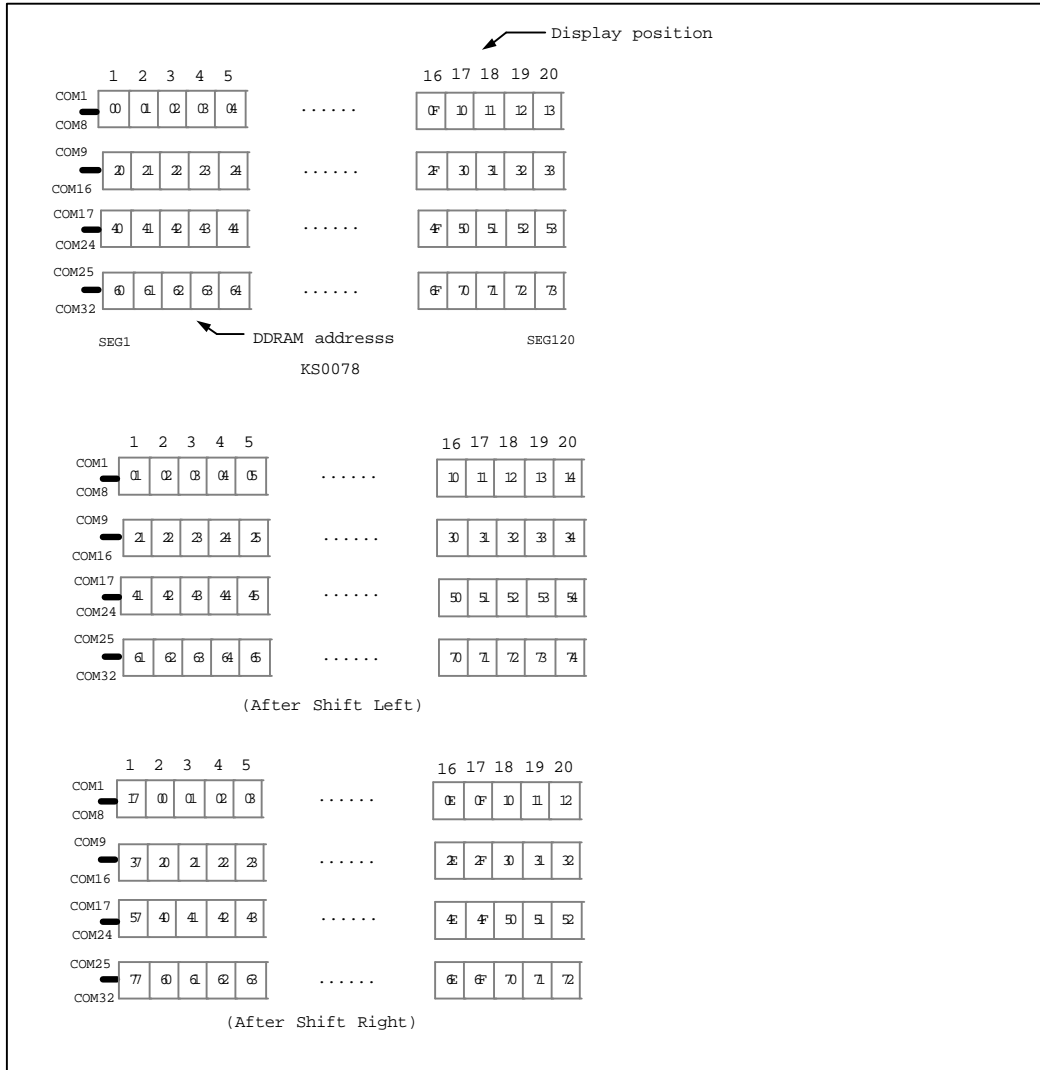 Display position
1 2 3 4 5 16 17 18 19 20
COM1
00 01 02 03 04 ...... 0F 10 11 12 13
COM8
COM9
20 21 22 23 24 ...... 2F 30 31 32 33
COM16
COM17
40 41 42 43 44 ...... 4F 50 51 52 53
COM24
COM25
60 61 62 63 64 ...... 6F 70 71 72 73
COM32
SEG1 DDRAM addresss SEG120
KS0078
1 2 3 4 5 16 17 18 19 20
COM1
01 02 03 04 05 ...... 10 11 12 13 14
COM8
COM9
21 22 23 24 25 ...... 30 31 32 33 34
COM16
COM17
41 42 43 44 45 ...... 50 51 52 53 54
COM24
COM25
61 62 63 64 65 ...... 70 71 72 73 74
COM32
(After Shift Left)
1 2 3 4 5 16 17 18 19 20
COM1
17 00 01 02 03 ...... 0E 0F 10 11 12
COM8
COM9
37 20 21 22 23 ...... 2E 2F 30 31 32
COM16
COM17
57 40 41 42 43 ...... 4E 4F 50 51 52
COM24
COM25
77 60 61 62 63 ...... 6E 6F 70 71 72
COM32
(After Shift Right)